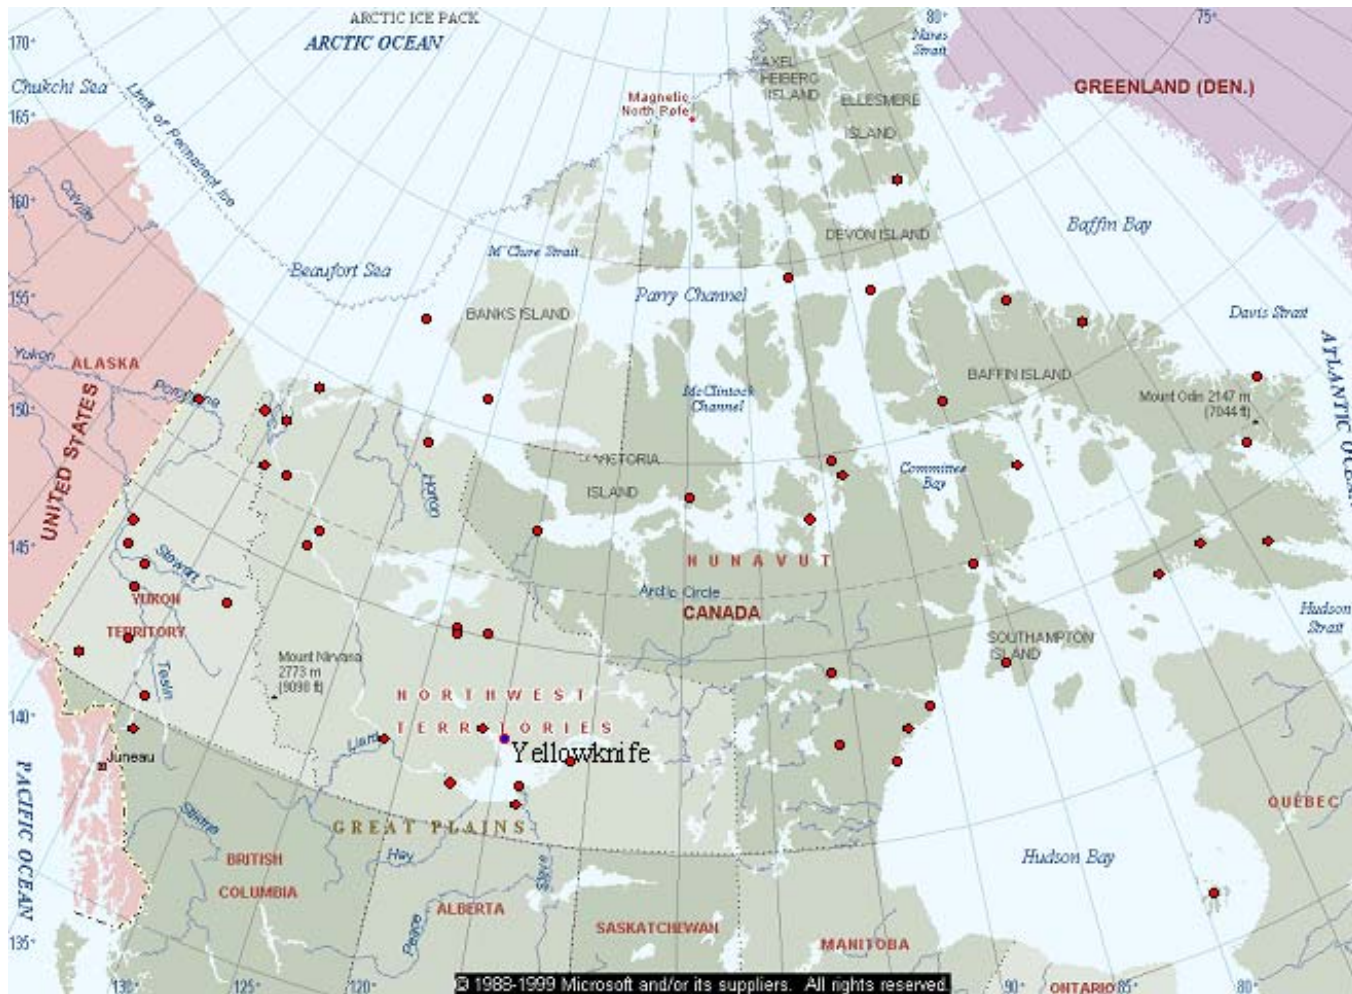 ARCTIC ICE PACK
ARCTIC OCEAN
80°
75°
Nares
Strait
170°
Chukchi Sea
165°
Limit of Permanent Ice
AXEL
HEIBERG
ISLAND
ELLESMERE
ISLAND
GREENLAND (DEN.)
Magnetic
North Pole
160°
Colville
Baffin Bay
DEVON ISLAND
M'Clure Strait
Beaufort Sea
155°
Parry Channel
BANKS ISLAND
Davis Strait
ATLANTIC OCEAN
Yukon
ALASKA
Porcupine
UNITED STATES
150°
McClintock
Channel
BAFFIN ISLAND
Mount Odin 2147 m
(7044 ft)
VICTORIA
ISLAND
Committee
Bay
Horton
145°
Stewart
NUNAVUT
Arctic Circle
CANADA
YUKON
TERRITORY
Hudson
Strait
SOUTHAMPTON
ISLAND
Teslin
Mount Nirvana
2773 m
(9098 ft)
NORTHWEST
TERRITORIES
140°
Liard
Yellowknife
Juneau
PACIFIC OCEAN
Stikine
GREAT PLAINS
QUÉBEC
BRITISH
COLUMBIA
Hay
Slave
Hudson Bay
ALBERTA
Peace
SASKATCHEWAN
MANITOBA
135°
130°
125°
120°
© 1988-1999 Microsoft and/or its suppliers. All rights reserved.
90°
ONTARIO
85°
80°